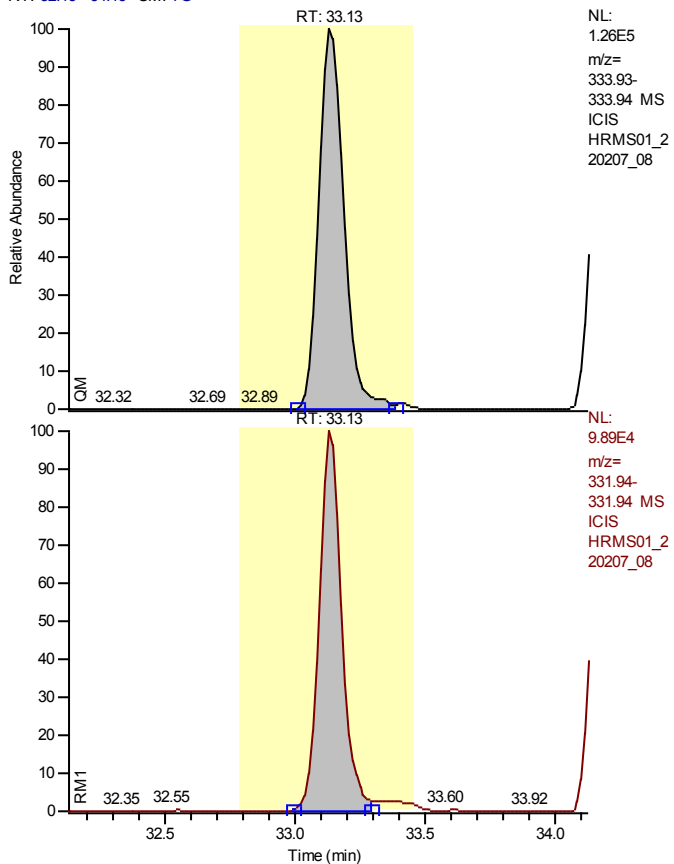 RT: 33.13
NL:
1.26E5
m/z=
333.93-
333.94 MS
ICIS
HRMS01_2
20207_08
100
90
80
70
60
50
40
30
20
10
0
Relative Abundance
QM
32.32 32.69 32.89
RT: 33.13
NL:
9.89E4
m/z=
331.94-
331.94 MS
ICIS
HRMS01_2
20207_08
100
90
80
70
60
50
40
30
20
10
0
RM1
32.35 32.55 33.60 33.92
32.5 33.0 33.5 34.0
Time (min)